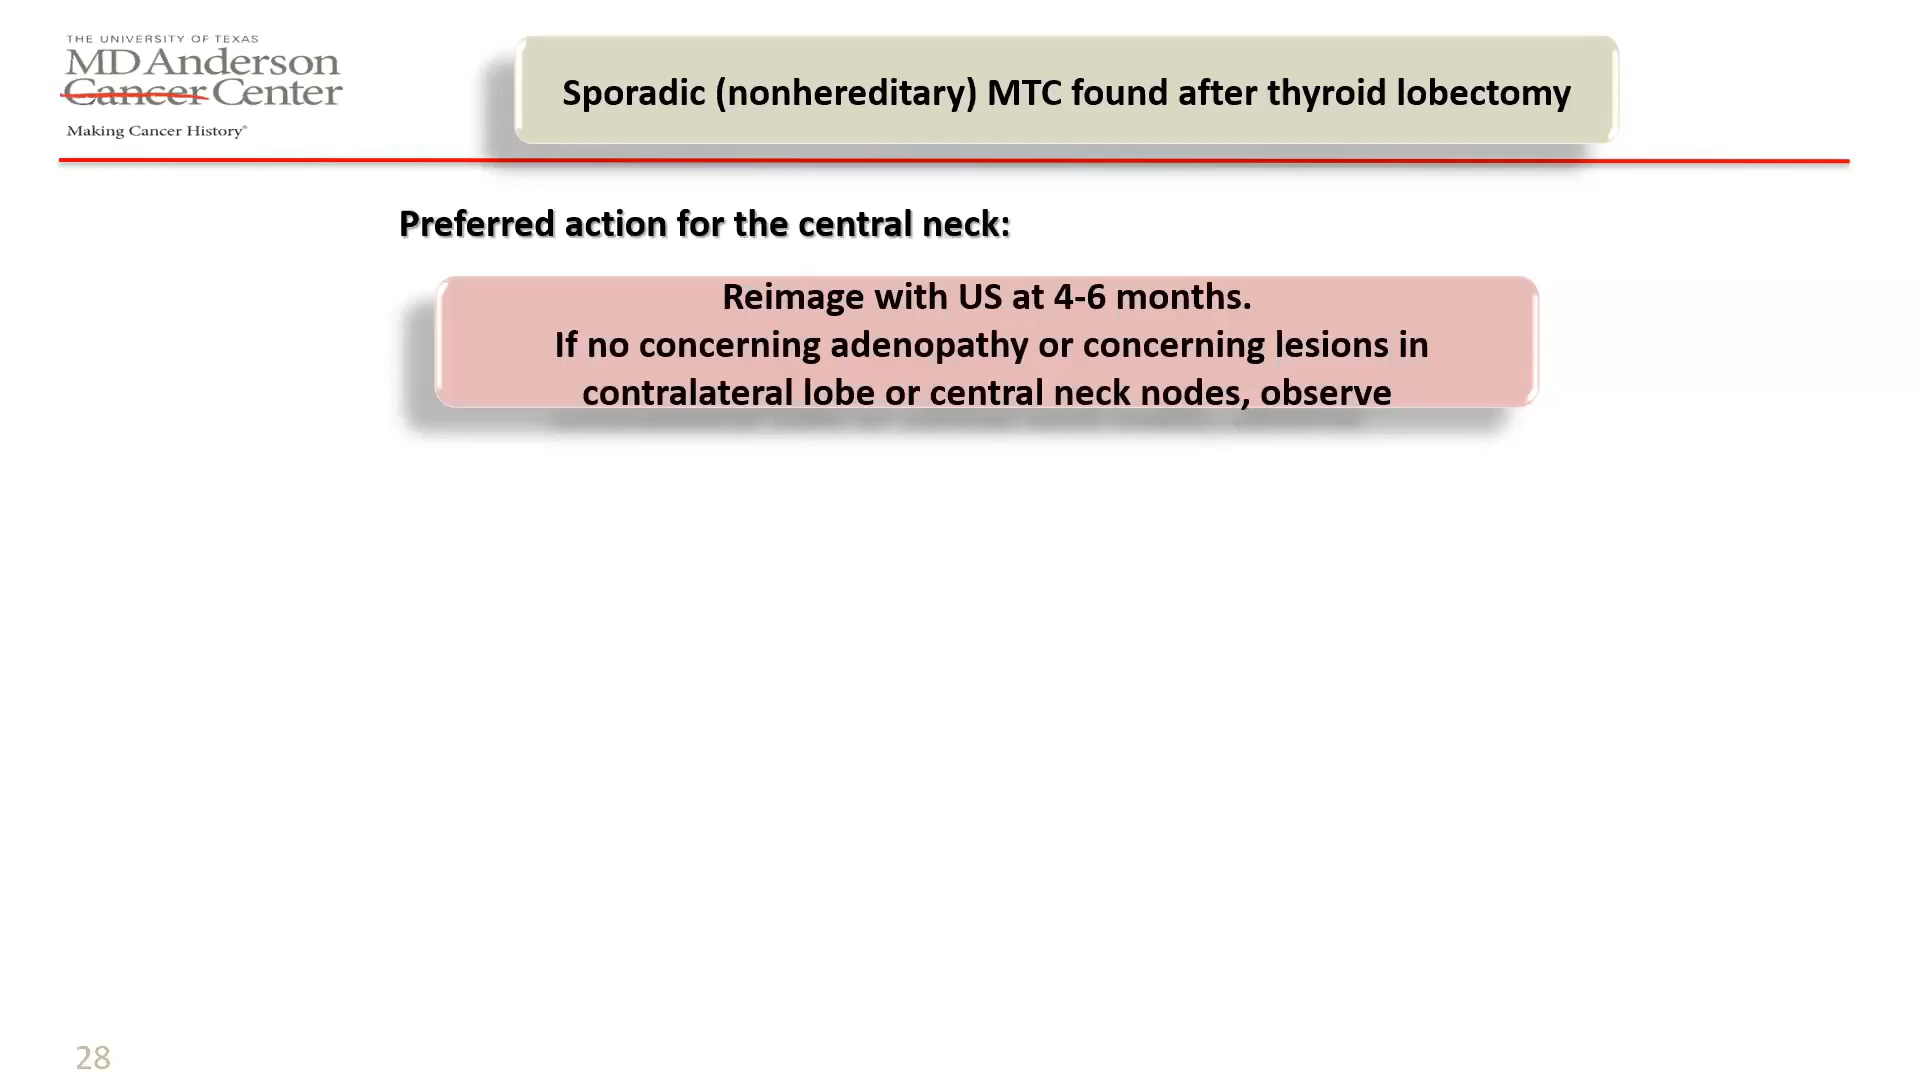 THE UNIVERSITY OF TEXAS
MD Anderson
Cancer Center
Making Cancer History®
Sporadic (nonhereditary) MTC found after thyroid lobectomy
Preferred action for the central neck:
Reimage with US at 4-6 months.
If no concerning adenopathy or concerning lesions in
contralateral lobe or central neck nodes, observe
28